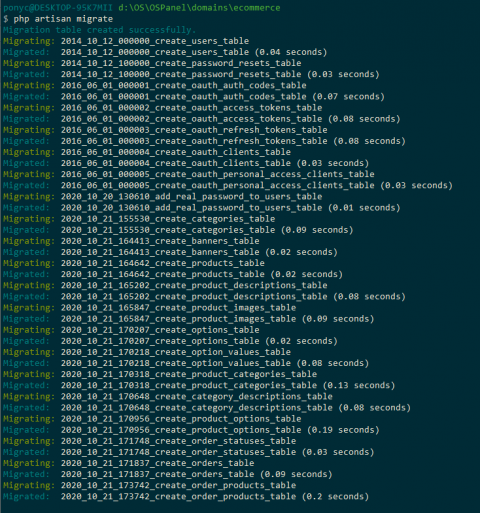 ponyc@DESKTOP-95K7MII d:\OS\OSPanel\domains\ecommerce
$ php artisan migrate
Migration table created successfully.
Migrating: 2014_10_12_000000_create_users_table
Migrated:  2014_10_12_000000_create_users_table (0.04 seconds)
Migrating: 2014_10_12_100000_create_password_resets_table
Migrated:  2014_10_12_100000_create_password_resets_table (0.03 seconds)
Migrating: 2016_06_01_000001_create_oauth_auth_codes_table
Migrated:  2016_06_01_000001_create_oauth_auth_codes_table (0.07 seconds)
Migrating: 2016_06_01_000002_create_oauth_access_tokens_table
Migrated:  2016_06_01_000002_create_oauth_access_tokens_table (0.08 seconds)
Migrating: 2016_06_01_000003_create_oauth_refresh_tokens_table
Migrated:  2016_06_01_000003_create_oauth_refresh_tokens_table (0.08 seconds)
Migrating: 2016_06_01_000004_create_oauth_clients_table
Migrated:  2016_06_01_000004_create_oauth_clients_table (0.03 seconds)
Migrating: 2016_06_01_000005_create_oauth_personal_access_clients_table
Migrated:  2016_06_01_000005_create_oauth_personal_access_clients_table (0.03 seconds)
Migrating: 2020_10_20_130610_add_real_password_to_users_table
Migrated:  2020_10_20_130610_add_real_password_to_users_table (0.01 seconds)
Migrating: 2020_10_21_155530_create_categories_table
Migrated:  2020_10_21_155530_create_categories_table (0.09 seconds)
Migrating: 2020_10_21_164413_create_banners_table
Migrated:  2020_10_21_164413_create_banners_table (0.02 seconds)
Migrating: 2020_10_21_164642_create_products_table
Migrated:  2020_10_21_164642_create_products_table (0.02 seconds)
Migrating: 2020_10_21_165202_create_product_descriptions_table
Migrated:  2020_10_21_165202_create_product_descriptions_table (0.08 seconds)
Migrating: 2020_10_21_165847_create_product_images_table
Migrated:  2020_10_21_165847_create_product_images_table (0.09 seconds)
Migrating: 2020_10_21_170207_create_options_table
Migrated:  2020_10_21_170207_create_options_table (0.02 seconds)
Migrating: 2020_10_21_170218_create_option_values_table
Migrated:  2020_10_21_170218_create_option_values_table (0.08 seconds)
Migrating: 2020_10_21_170318_create_product_categories_table
Migrated:  2020_10_21_170318_create_product_categories_table (0.13 seconds)
Migrating: 2020_10_21_170648_create_category_descriptions_table
Migrated:  2020_10_21_170648_create_category_descriptions_table (0.08 seconds)
Migrating: 2020_10_21_170956_create_product_options_table
Migrated:  2020_10_21_170956_create_product_options_table (0.19 seconds)
Migrating: 2020_10_21_171748_create_order_statuses_table
Migrated:  2020_10_21_171748_create_order_statuses_table (0.03 seconds)
Migrating: 2020_10_21_171837_create_orders_table
Migrated:  2020_10_21_171837_create_orders_table (0.09 seconds)
Migrating: 2020_10_21_173742_create_order_products_table
Migrated:  2020_10_21_173742_create_order_products_table (0.2 seconds)